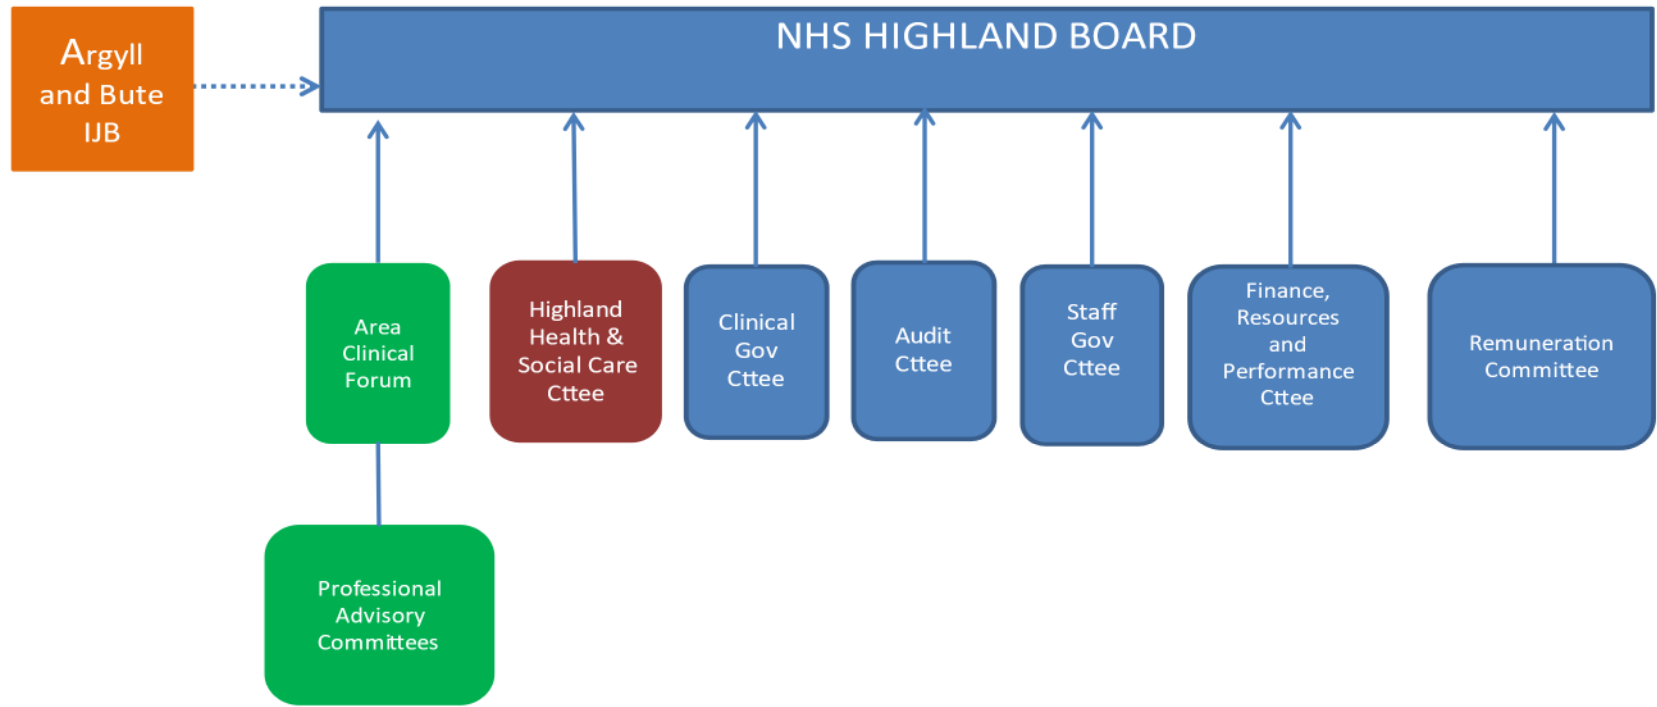 Argyll
and Bute
IJB
NHS HIGHLAND BOARD
Area
Clinical
Forum
Highland
Health &
Social Care
Cttee
Clinical
Gov
Cttee
Audit
Cttee
Staff
Gov
Cttee
Finance,
Resources
and
Performance
Cttee
Remuneration
Committee
Professional
Advisory
Committees